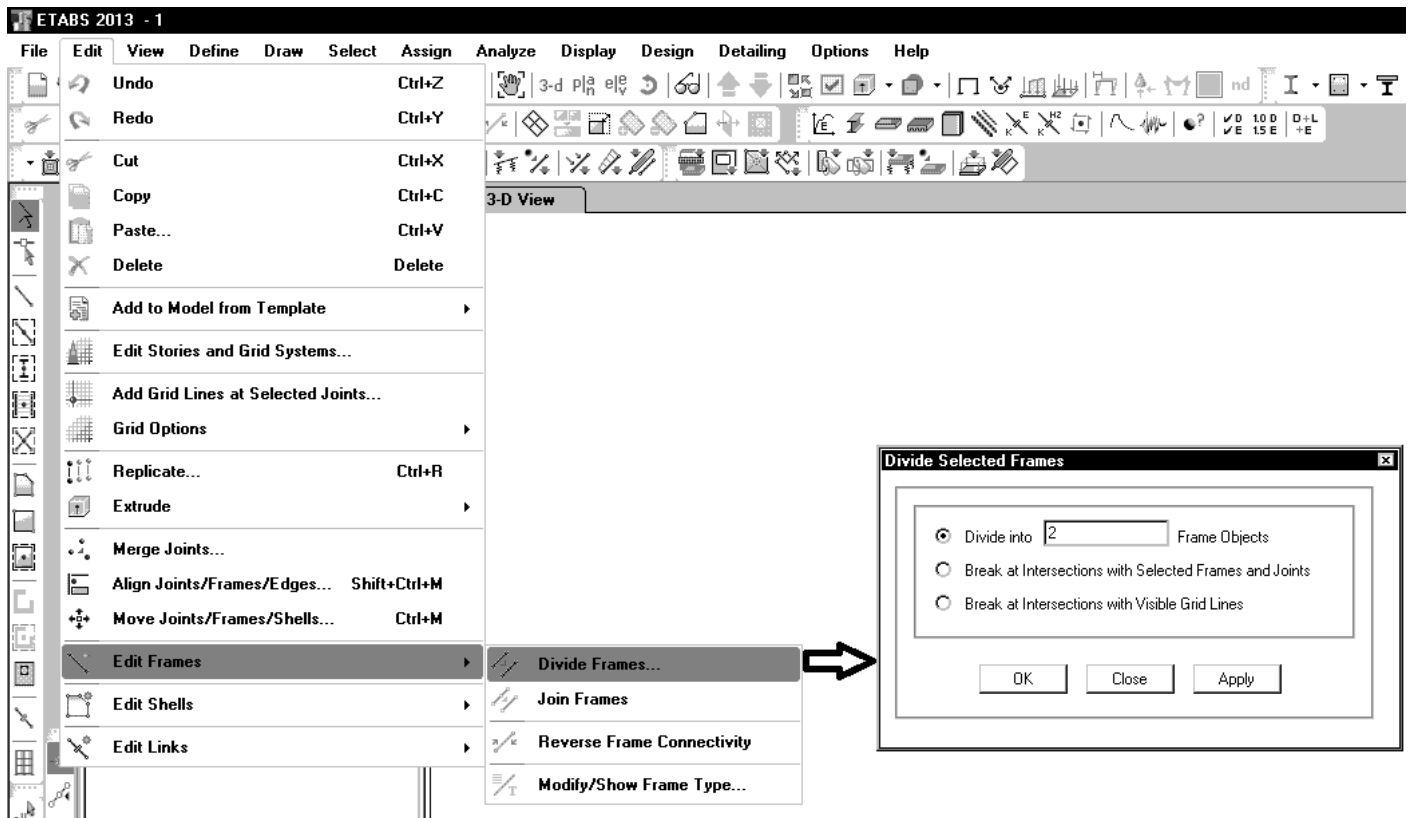 ETABS 2013 - 1
File Edit View Define Draw Select Assign Analyze Display Design Detailing Options Help
Undo Ctrl+Z
3-d
nd
Redo Ctrl+Y
Cut Ctrl+X
Copy Ctrl+C
3-D View
Paste... Ctrl+V
Delete Delete
Add to Model from Template
Edit Stories and Grid Systems...
Add Grid Lines at Selected Joints...
Grid Options
Replicate... Ctrl+R
Extrude
Merge Joints...
Align Joints/Frames/Edges... Shift+Ctrl+M
Move Joints/Frames/Shells... Ctrl+M
Edit Frames
Edit Shells
Edit Links
Divide Frames...
Join Frames
Reverse Frame Connectivity
Modify/Show Frame Type...
Divide Selected Frames
Divide into 2 Frame Objects
Break at Intersections with Selected Frames and Joints
Break at Intersections with Visible Grid Lines
OK Close Apply